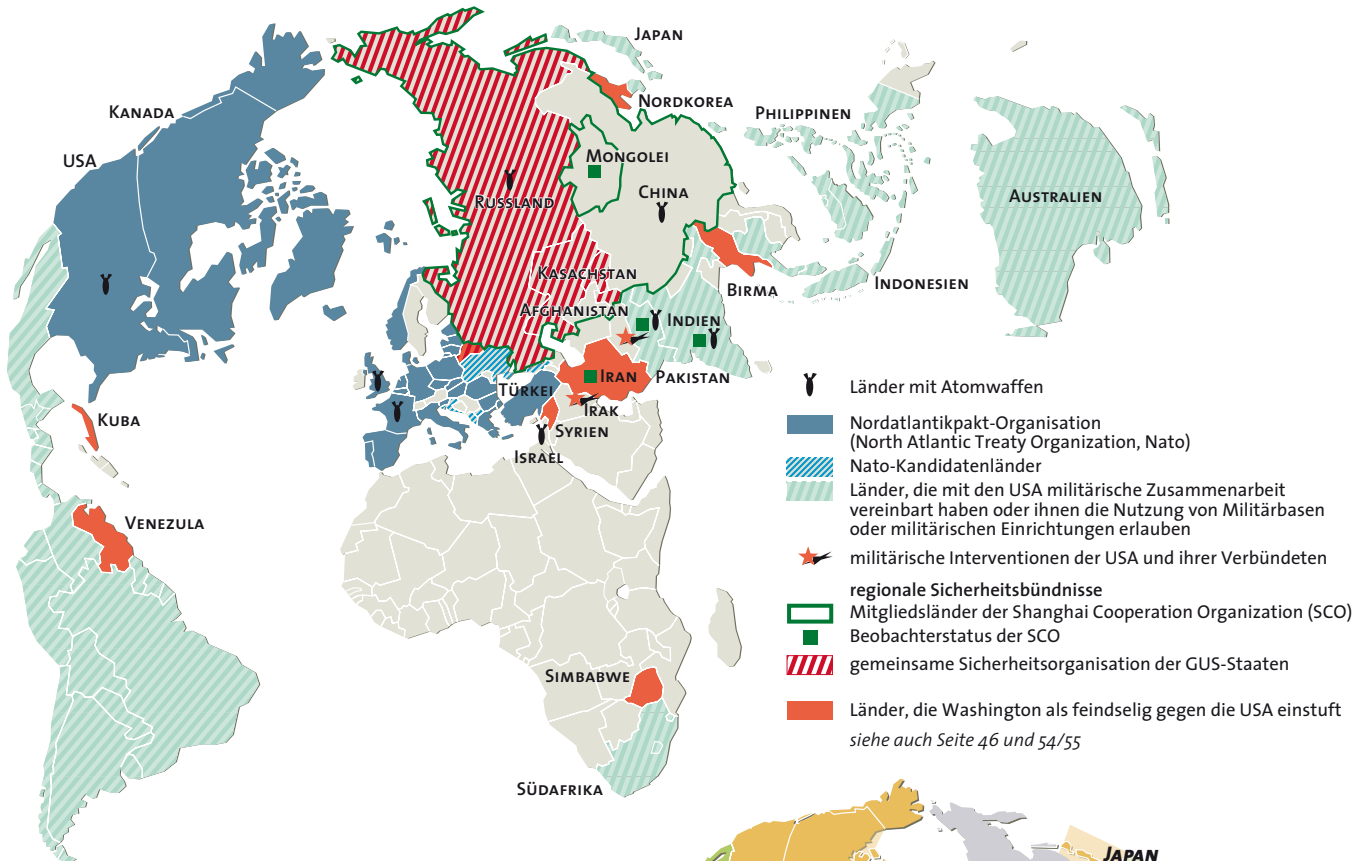 JAPAN
KANADA
NORDKOREA
PHILIPPINEN
USA
MONGOLEI
CHINA
RUSSLAND
AUSTRALIEN
KASACHSTAN
INDONESIEN
BIRMA
AFGHANISTAN
INDIEN
IRAN
PAKISTAN
TÜRKEI
IRAK
KUBA
SYRIEN
ISRAEL
VENEZULA
SIMBABWE
SÜDAFRIKA
Länder mit Atomwaffen
Nordatlantikpakt-Organisation
(North Atlantic Treaty Organization, Nato)
Nato-Kandidatenländer
Länder, die mit den USA militärische Zusammenarbeit
vereinbart haben oder ihnen die Nutzung von Militärbasen
oder militärischen Einrichtungen erlauben
militärische Interventionen der USA und ihrer Verbündeten
regionale Sicherheitsbündnisse
Mitgliedsländer der Shanghai Cooperation Organization (SCO)
Beobachterstatus der SCO
gemeinsame Sicherheitsorganisation der GUS-Staaten
Länder, die Washington als feindselig gegen die USA einstuft
siehe auch Seite 46 und 54/55
JAPAN